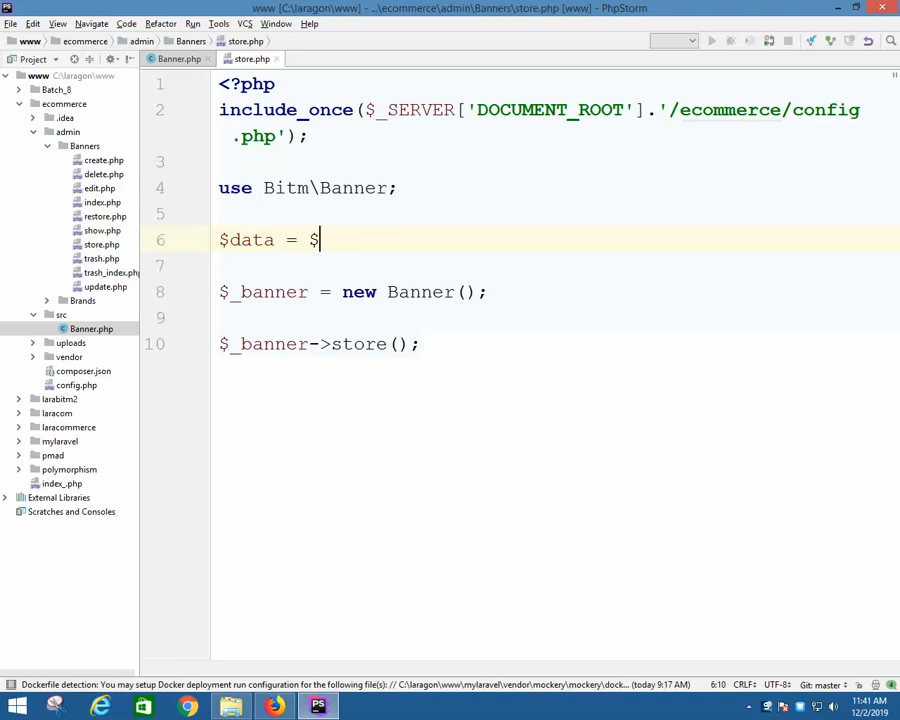 www [C:\laragon\www] - ...\ecommerce\admin\Banners\store.php [www] - PhpStorm
File Edit View Navigate Code Refactor Run Tools VCS Window Help
www ecommerce admin Banners store.php
Project Banner.php store.php
www C:\laragon\www
Batch_8
ecommerce
.idea
admin
Banners
create.php
delete.php
edit.php
index.php
restore.php
show.php
store.php
trash.php
trash_index.php
update.php
Brands
src
Banner.php
uploads
vendor
composer.json
config.php
larabitm2
laracom
laracommerce
mylaravel
pmad
polymorphism
index_.php
External Libraries
Scratches and Consoles
1 <?php
2 include_once($_SERVER['DOCUMENT_ROOT'].'/ecommerce/config
.php');
3
4 use Bitm\Banner;
5
6 $data = $
7
8 $_banner = new Banner();
9
10 $_banner->store();
Dockerfile detection: You may setup Docker deployment run configuration for the following file(s): // C:\laragon\www\mylaravel\vendor\mockery\mockery\dock... (today 9:17 AM) 6:10 CRLF÷ UTF-8÷ Git: master÷
11:41 AM
12/2/2019